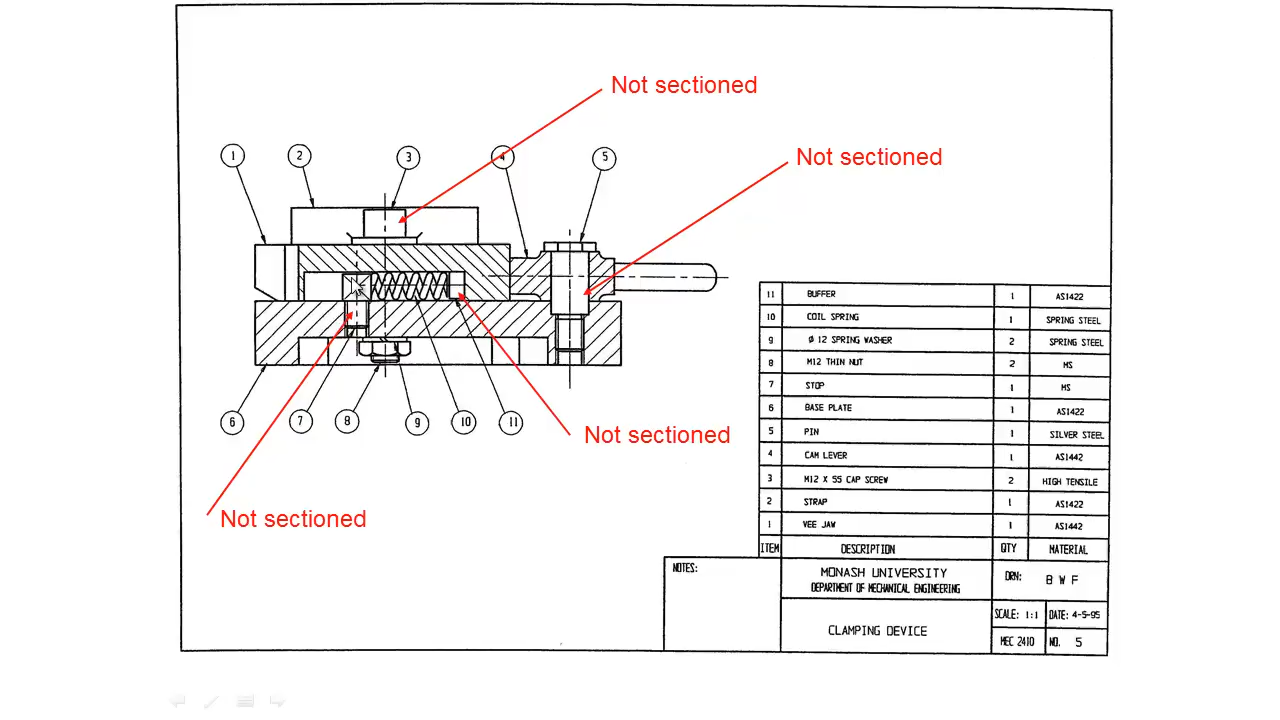 Not sectioned
Not sectioned
1 2 3 4 5
6 7 8 9 10 11
Not sectioned
Not sectioned
11 BUFFER 1 AS1422
10 COIL SPRING 1 SPRING STEEL
9 Ø 12 SPRING WASHER 2 SPRING STEEL
8 M12 THIN NUT 2 MS
7 STOP 1 MS
6 BASE PLATE 1 AS1422
5 PIN 1 SILVER STEEL
4 CAM LEVER 1 AS1442
3 M12 X 55 CAP SCREW 2 HIGH TENSILE
2 STRAP 1 AS1422
1 VEE JAW 1 AS1442
ITEM DESCRIPTION QTY MATERIAL
NOTES:
MONASH UNIVERSITY
DEPARTMENT OF MECHANICAL ENGINEERING
DRN: B W F
CLAMPING DEVICE
SCALE: 1:1 DATE: 4-5-95
MEC 2410 NO. 5